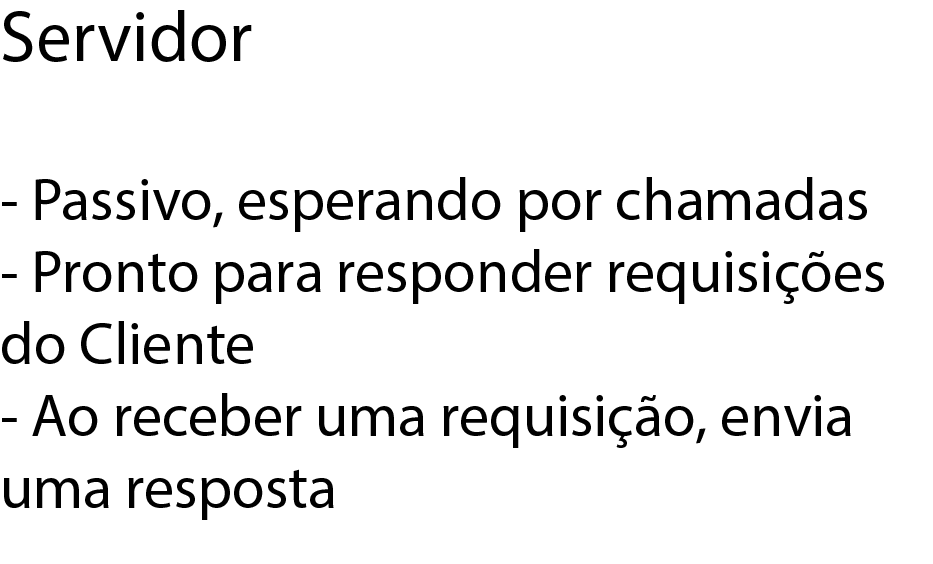 Servidor
- Passivo, esperando por chamadas
- Pronto para responder requisições
do Cliente
- Ao receber uma requisição, envia
uma resposta